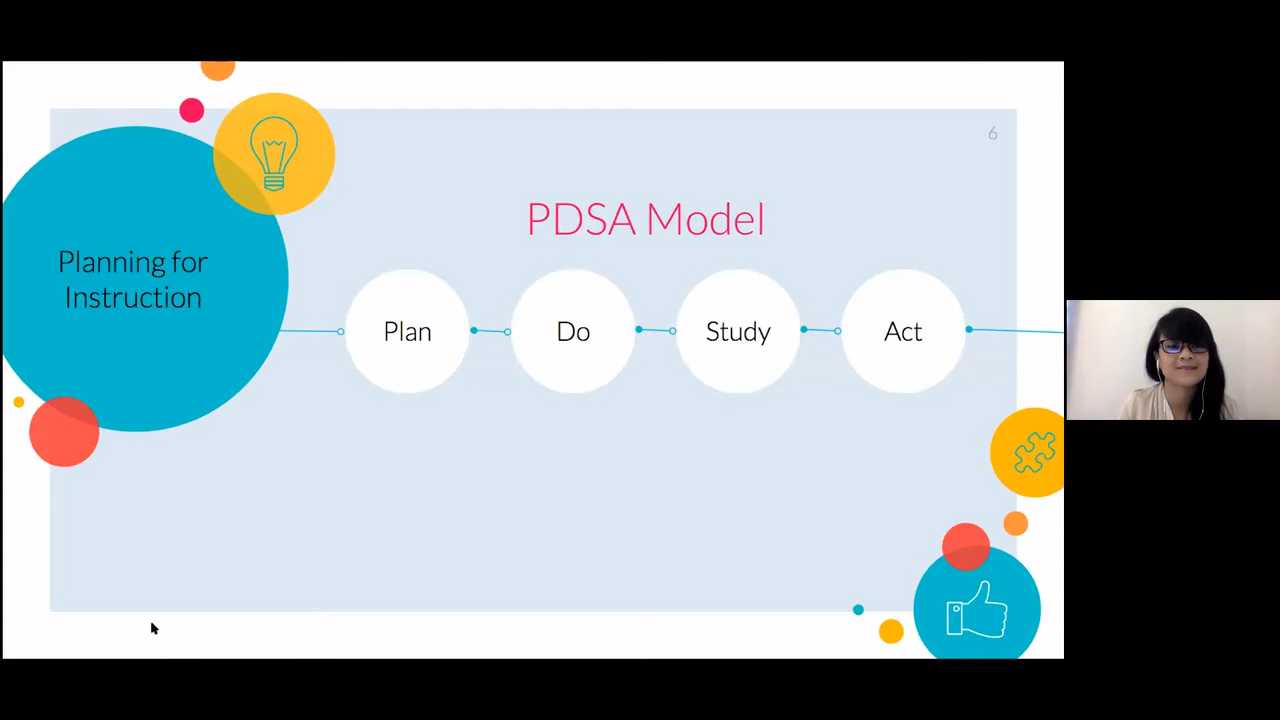 6
PDSA Model
Planning for
Instruction
Plan
Do
Study
Act